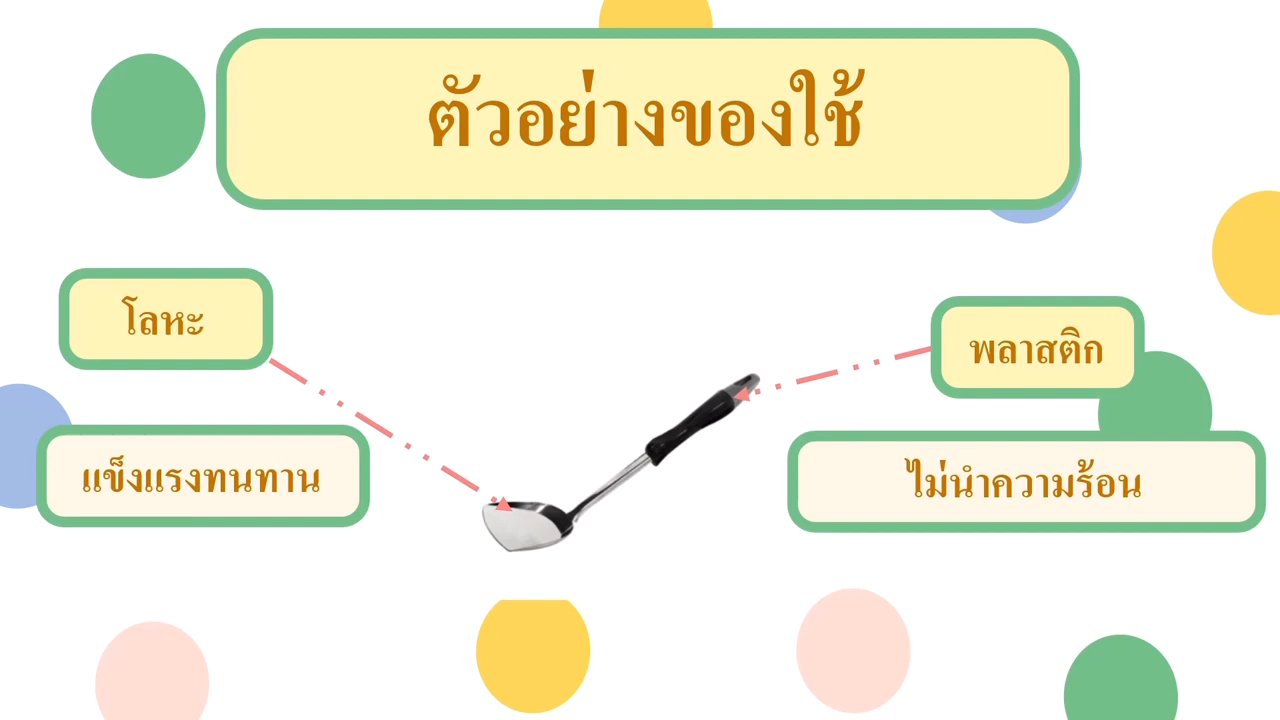 ตัวอย่างของใช้
โลหะ
แข็งแรงทนทาน
พลาสติก
ไม่นำความร้อน